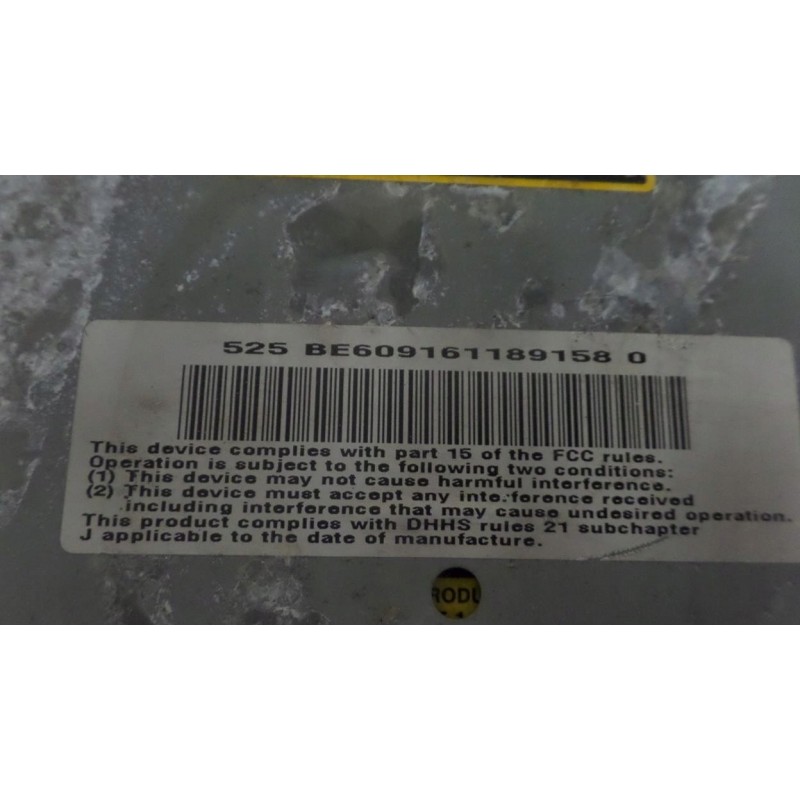 525 BE609161189158 0
This device complies with part 15 of the FCC rules.
Operation is subject to the following two conditions:
(1) This device may not cause harmful interference.
(2) This device must accept any interference received
including interference that may cause undesired operation.
This product complies with DHHS rules 21 subchapter
J applicable to the date of manufacture.
RODU